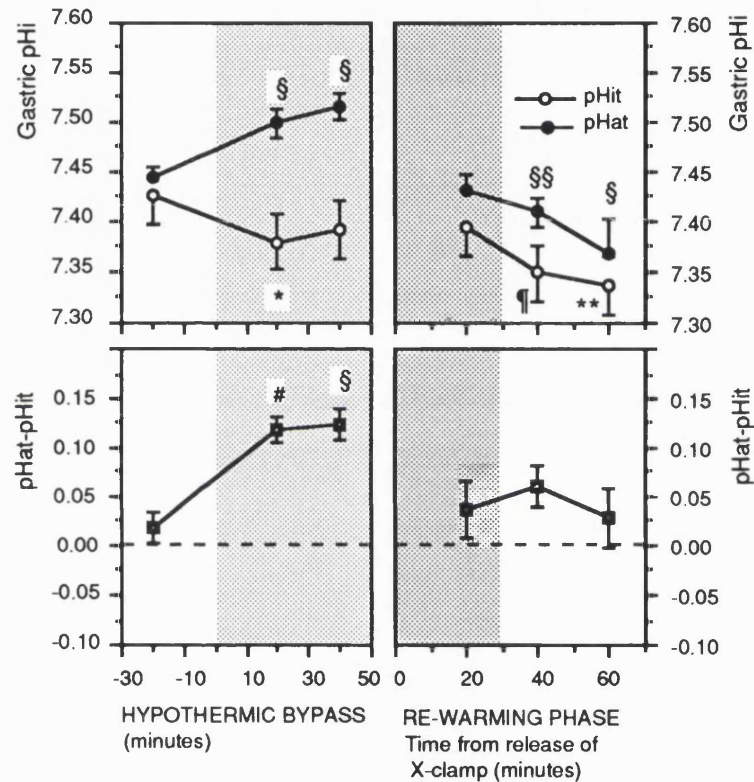 Gastric pHi
7.60
7.55
7.50
7.45
7.40
7.35
7.30
§
§
*
pHit
pHat
§§
§
¶
**
7.60
7.55
7.50
7.45
7.40
7.35
7.30
Gastric pHi
pHat-pHit
0.15
0.10
0.05
0.00
-0.05
-0.10
#
§
0.15
0.10
0.05
0.00
-0.05
-0.10
pHat-pHit
-30 -10 10 30 50
0 20 40 60
HYPOTHERMIC BYPASS
(minutes)
RE-WARMING PHASE
Time from release of
X-clamp (minutes)